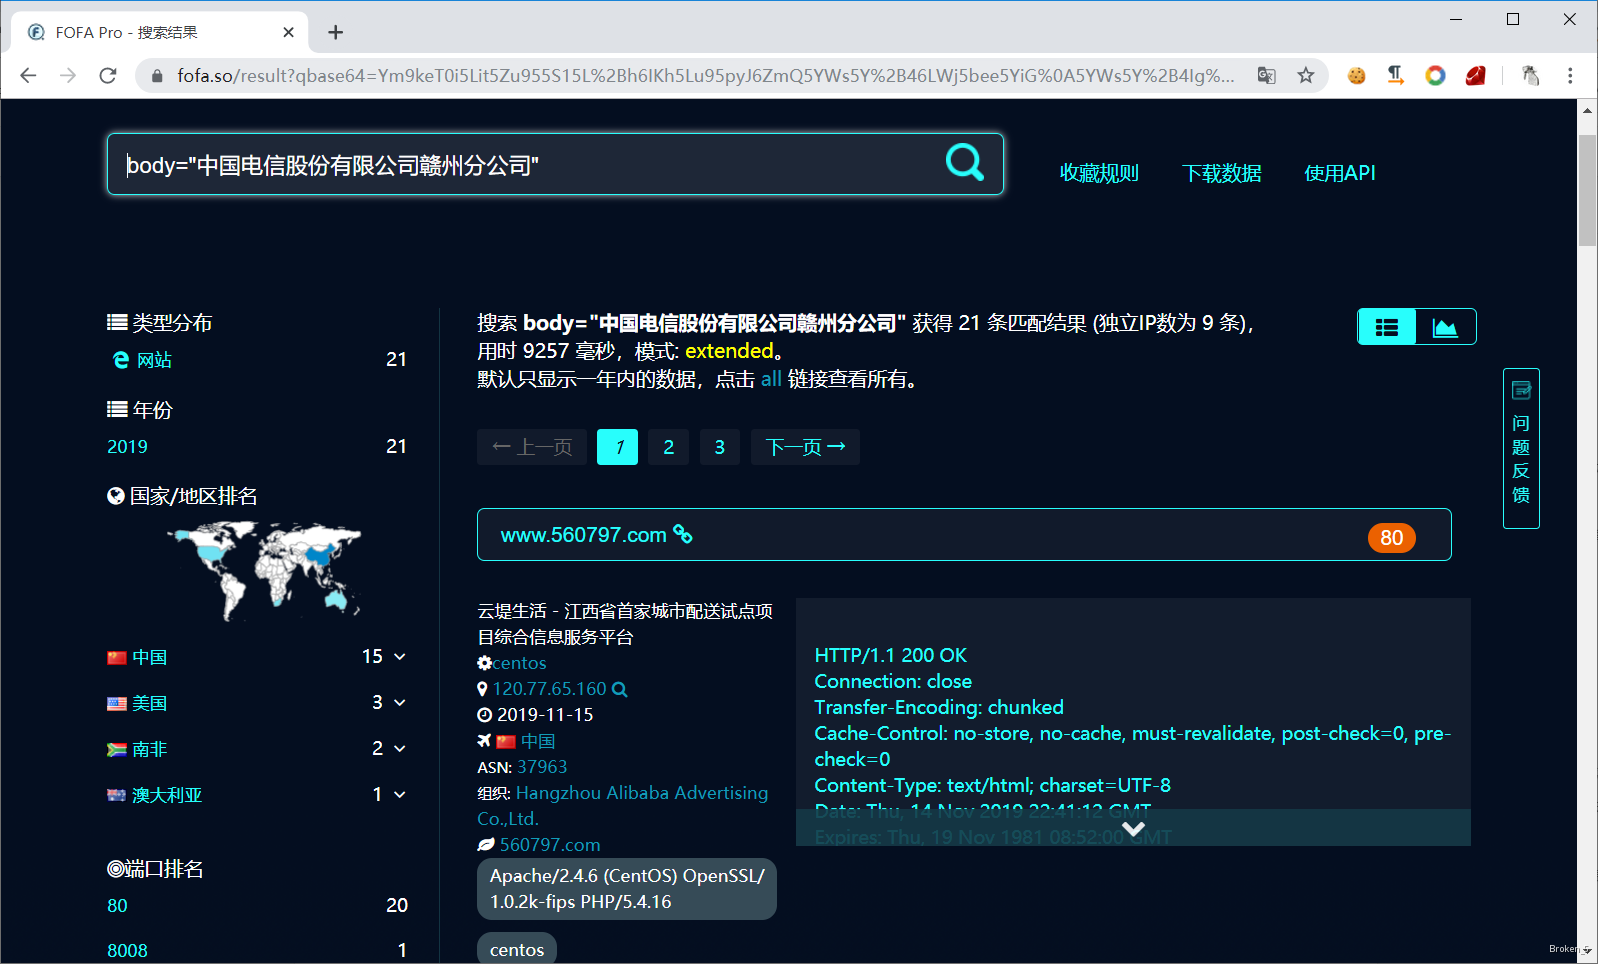 FOFA Pro - 搜索结果
fofa.so/result?qbase64=Ym9keT0i5Lit5Zu955S15L%2Bh6IKh5Lu95pyJ6ZmQ5YWs5Y%2B46LWj5bee5YiG%0A5YWs5Y%2B4Ig%...
body="中国电信股份有限公司赣州分公司"
收藏规则 下载数据 使用API
类型分布
网站 21
年份
2019 21
国家/地区排名
中国 15
美国 3
南非 2
澳大利亚 1
端口排名
80 20
8008 1
搜索 body="中国电信股份有限公司赣州分公司" 获得 21 条匹配结果 (独立IP数为 9 条)，
用时 9257 毫秒，模式: extended。
默认只显示一年内的数据，点击 all 链接查看所有。
← 上一页 1 2 3 下一页 →
www.560797.com 80
云堤生活 - 江西省首家城市配送试点项
目综合信息服务平台
centos
120.77.65.160
2019-11-15
中国
ASN: 37963
组织: Hangzhou Alibaba Advertising
Co.,Ltd.
560797.com
Apache/2.4.6 (CentOS) OpenSSL/
1.0.2k-fips PHP/5.4.16
centos
HTTP/1.1 200 OK
Connection: close
Transfer-Encoding: chunked
Cache-Control: no-store, no-cache, must-revalidate, post-check=0, pre-
check=0
Content-Type: text/html; charset=UTF-8
Date: Thu, 14 Nov 2019 22:41:12 GMT
Expires: Thu, 19 Nov 1981 08:52:00 GMT
问
题
反
馈